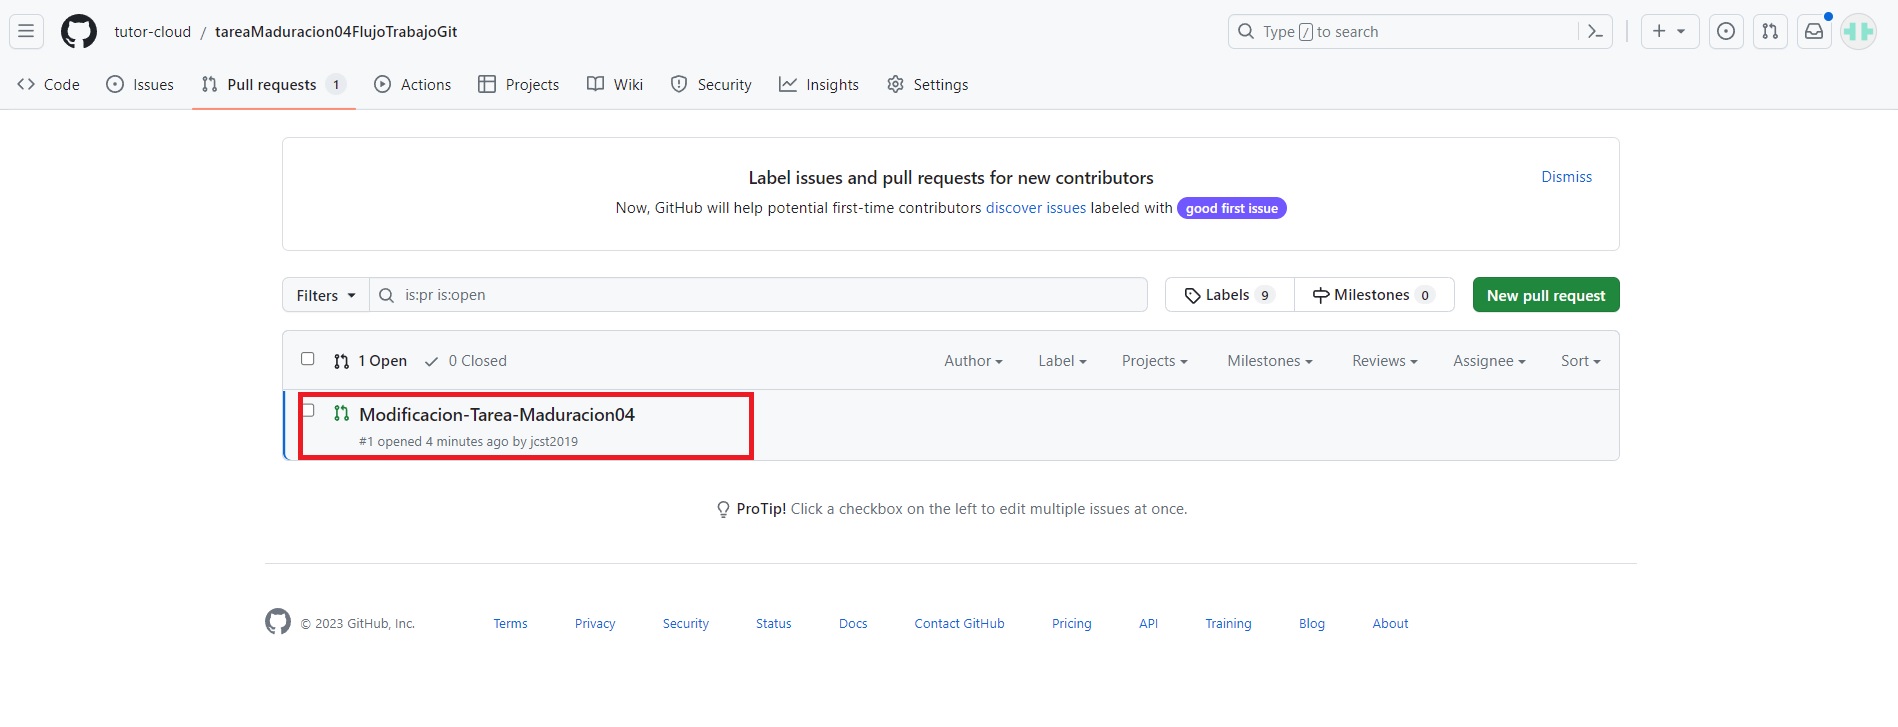 tutor-cloud / tareaMaduracion04FlujoTrabajoGit
Type / to search
Code Issues Pull requests 1 Actions Projects Wiki Security Insights Settings
Label issues and pull requests for new contributors
Dismiss
Now, GitHub will help potential first-time contributors discover issues labeled with good first issue
Filters is:pr is:open Labels 9 Milestones 0 New pull request
1 Open 0 Closed Author Label Projects Milestones Reviews Assignee Sort
Modificacion-Tarea-Maduracion04
#1 opened 4 minutes ago by jcst2019
ProTip! Click a checkbox on the left to edit multiple issues at once.
© 2023 GitHub, Inc. Terms Privacy Security Status Docs Contact GitHub Pricing API Training Blog About